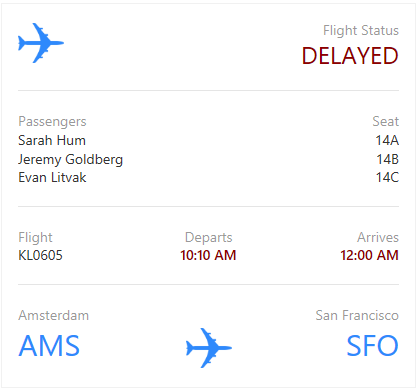 Flight Status
DELAYED
Passengers Seat
Sarah Hum 14A
Jeremy Goldberg 14B
Evan Litvak 14C
Flight Departs Arrives
KL0605 10:10 AM 12:00 AM
Amsterdam San Francisco
AMS SFO